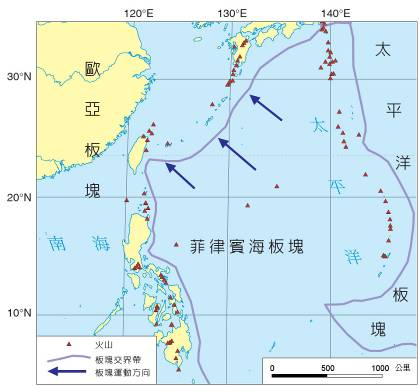 120°E
130°E
140°E
30°N
20°N
10°N
歐亞板塊
太平洋
板塊
太平洋
南海
菲律賓海板塊
火山
板塊交界帶
板塊運動方向
0 500 1000 公里